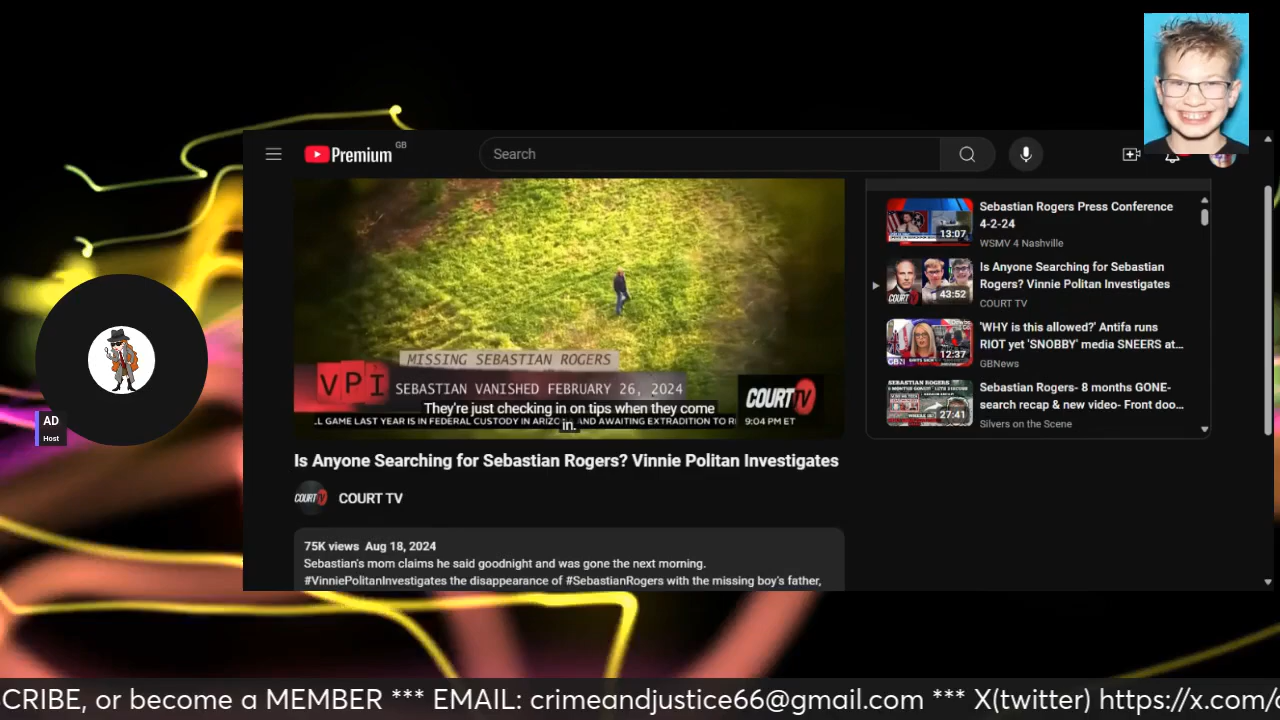 Premium GB
Search
MISSING SEBASTIAN ROGERS
VPI
SEBASTIAN VANISHED FEBRUARY 26, 2024
COURT TV
They're just checking in on tips when they come
in.
L GAME LAST YEAR IS IN FEDERAL CUSTODY IN ARIZO AND AWAITING EXTRADITION TO RI
9:04 PM ET
Sebastian Rogers Press Conference
4-2-24
WSMV 4 Nashville
13:07
Is Anyone Searching for Sebastian
Rogers? Vinnie Politan Investigates
COURT TV
43:52
'WHY is this allowed?' Antifa runs
RIOT yet 'SNOBBY' media SNEERS at...
GBNews
12:37
Sebastian Rogers- 8 months GONE-
search recap & new video- Front doo...
Silvers on the Scene
27:41
AD
Host
Is Anyone Searching for Sebastian Rogers? Vinnie Politan Investigates
COURT TV
75K views Aug 18, 2024
Sebastian's mom claims he said goodnight and was gone the next morning.
#VinniePolitanInvestigates the disappearance of #SebastianRogers with the missing boy's father,
SCRIBE, or become a MEMBER *** EMAIL: crimeandjustice66@gmail.com *** X(twitter) https://x.com/